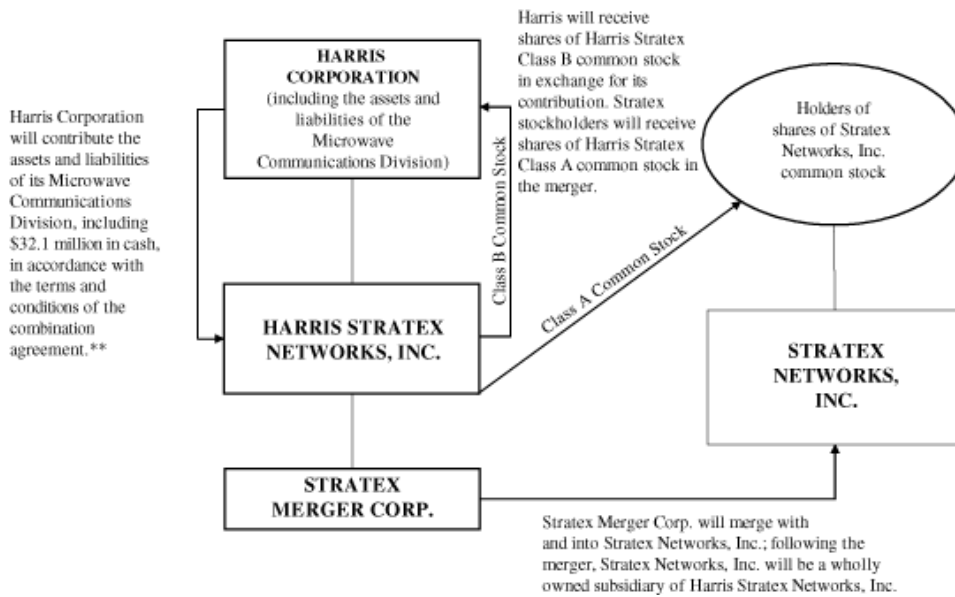 HARRIS
CORPORATION
(including the assets and
liabilities of the
Microwave
Communications Division)
Harris will receive
shares of Harris Stratex
Class B common stock
in exchange for its
contribution. Stratex
stockholders will receive
shares of Harris Stratex
Class A common stock in
the merger.
Holders of
shares of Stratex
Networks, Inc.
common stock
Harris Corporation
will contribute the
assets and liabilities
of its Microwave
Communications
Division, including
$32.1 million in cash,
in accordance with
the terms and
conditions of the
combination
agreement.**
Class B Common Stock
Class A Common Stock
HARRIS STRATEX
NETWORKS, INC.
STRATEX
NETWORKS,
INC.
STRATEX
MERGER CORP.
Stratex Merger Corp. will merge with
and into Stratex Networks, Inc.; following the
merger, Stratex Networks, Inc. will be a wholly
owned subsidiary of Harris Stratex Networks, Inc.